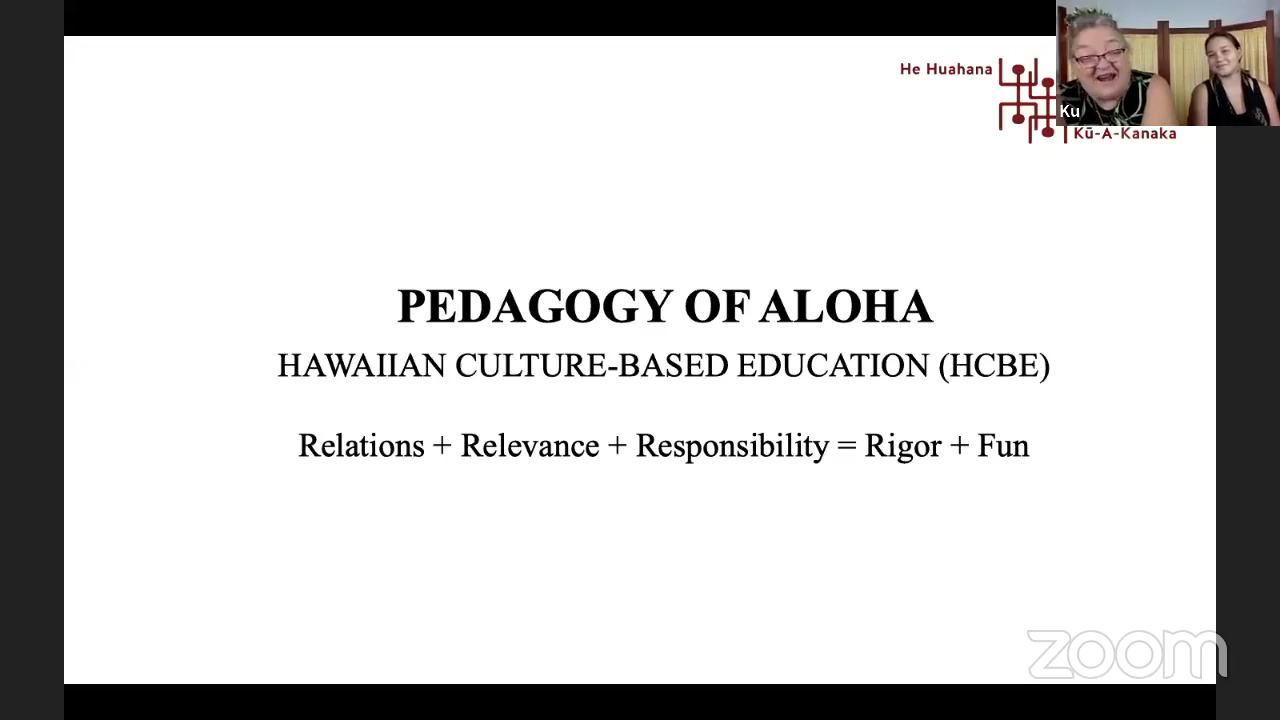 He Huahana
Ku
Kū-A-Kanaka
PEDAGOGY OF ALOHA
HAWAIIAN CULTURE-BASED EDUCATION (HCBE)
Relations + Relevance + Responsibility = Rigor + Fun
zoom